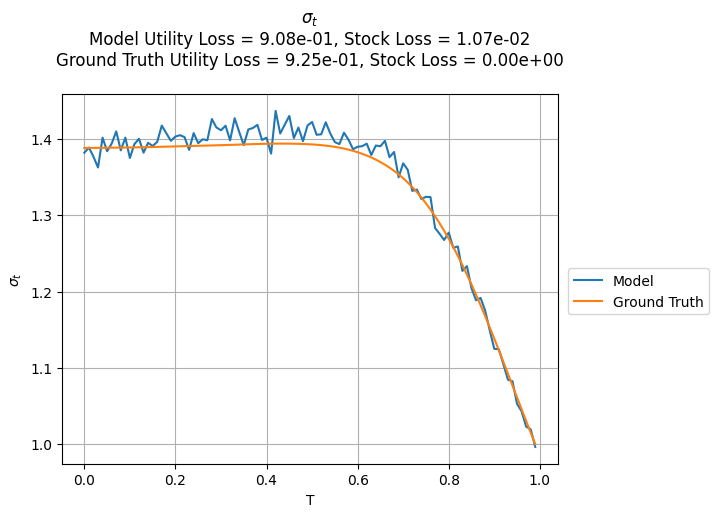 σt
Model Utility Loss = 9.08e-01, Stock Loss = 1.07e-02
Ground Truth Utility Loss = 9.25e-01, Stock Loss = 0.00e+00
σt
1.4
1.3
1.2
1.1
1.0
0.0 0.2 0.4 0.6 0.8 1.0
T
Model
Ground Truth